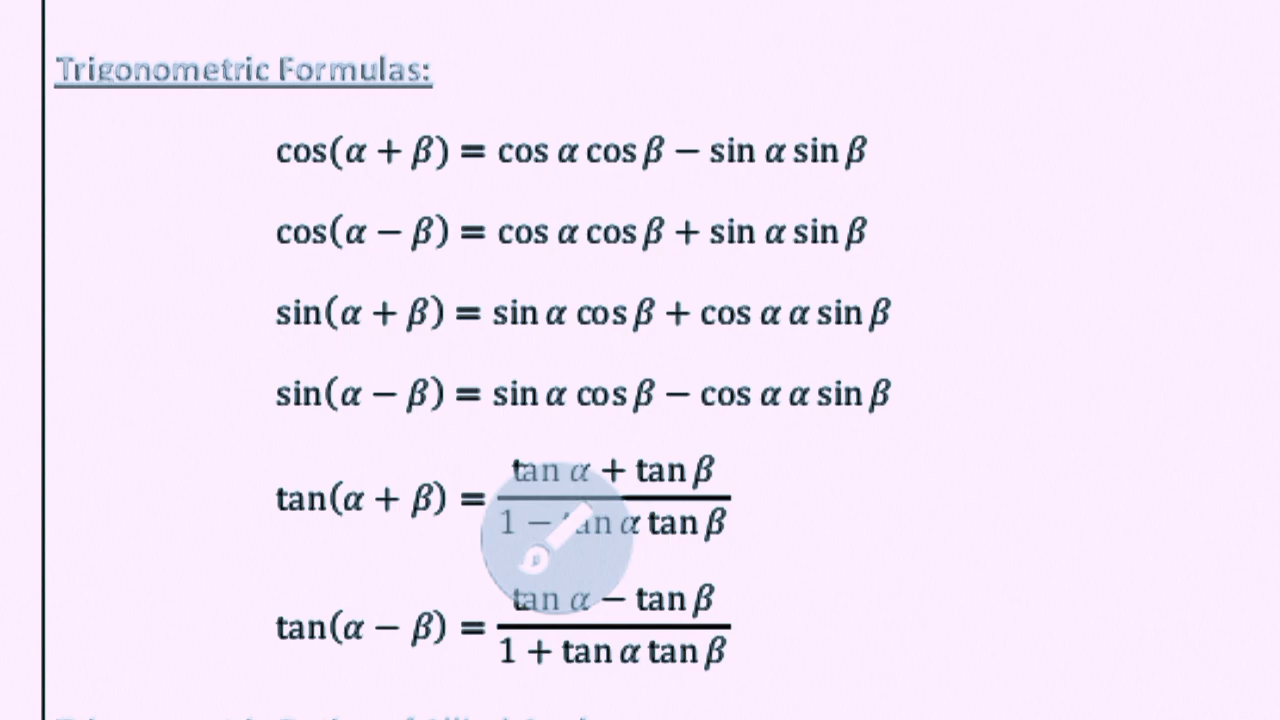 Trigonometric Formulas:
cos(α + β) = cos α cos β − sin α sin β
cos(α − β) = cos α cos β + sin α sin β
sin(α + β) = sin α cos β + cos α α sin β
sin(α − β) = sin α cos β − cos α α sin β
tan α + tan β
tan(α + β) =
1 − tan α tan β
tan α − tan β
tan(α − β) =
1 + tan α tan β